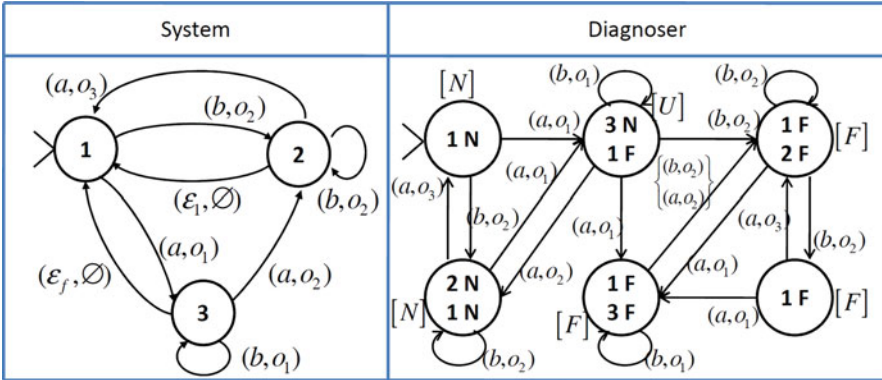 System
Diagnoser
(a, o₃)
(b, o₂)
1
2
(ε₁, ∅)
(b, o₂)
(a, o₁)
(ε_f, ∅)
(a, o₂)
3
(b, o₁)
[N]
1 N
(a, o₁)
(b, o₁)
3 N
1 F
[U]
(b, o₂)
(b, o₂)
1 F
2 F
[F]
(a, o₃)
(b, o₂)
(a, o₁)
(a, o₂)
(a, o₁)
{(b, o₂)
(a, o₂)}
(a, o₁)
(a, o₃)
(b, o₂)
2 N
1 N
[N]
(b, o₂)
1 F
3 F
[F]
(b, o₁)
(a, o₁)
1 F
[F]